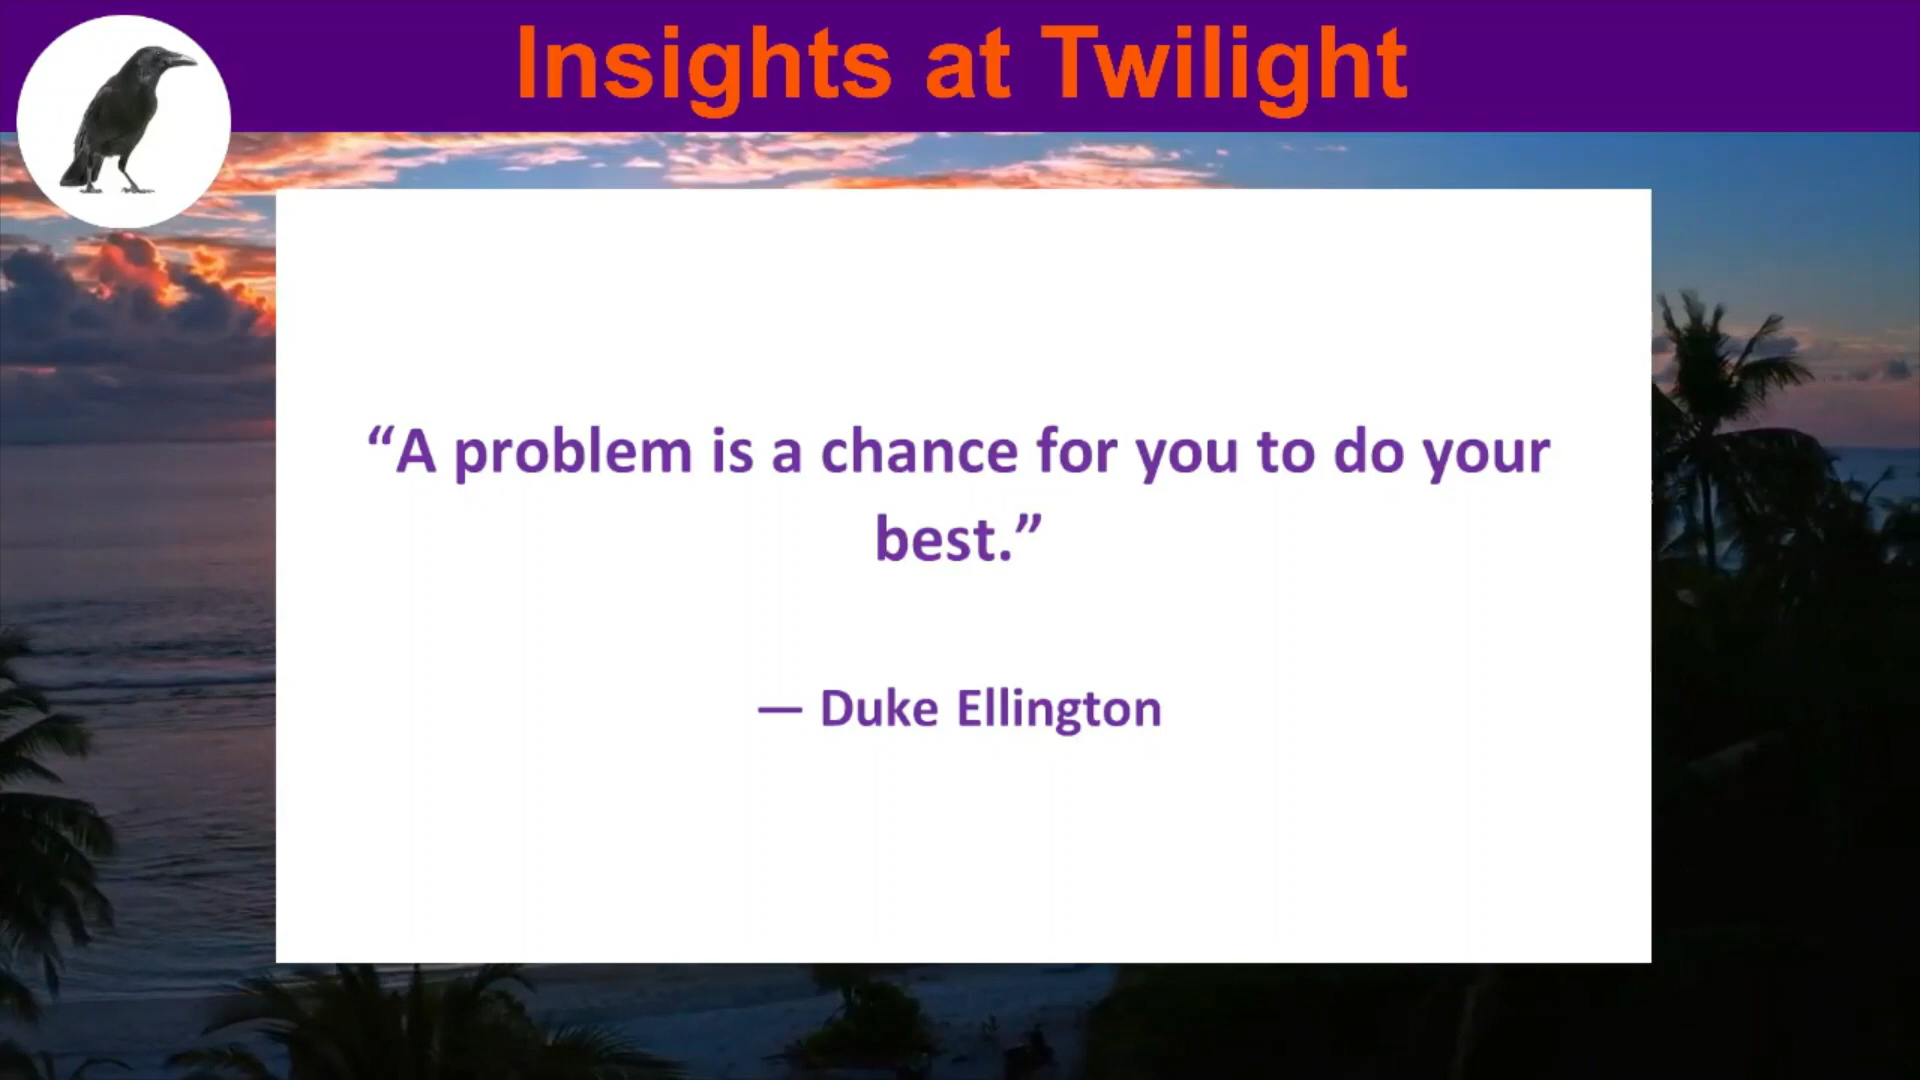 Insights at Twilight
“A problem is a chance for you to do your
best.”
— Duke Ellington